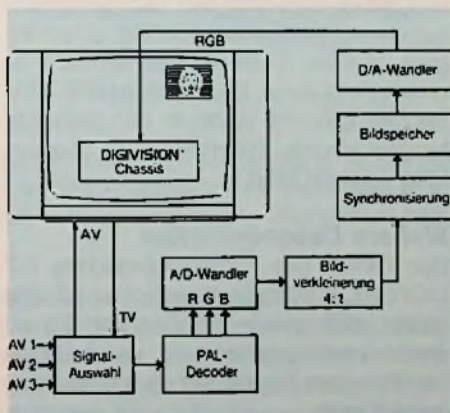 RGB
D/A-Wandler
DIGIVISION
Chassis
Bildspeicher
Synchronisierung
AV
TV
A/D-Wandler
R G B
Bild-
verkleinerung
4:1
AV 1
AV 2
AV 3
Signal-
Auswahl
PAL-
Decoder